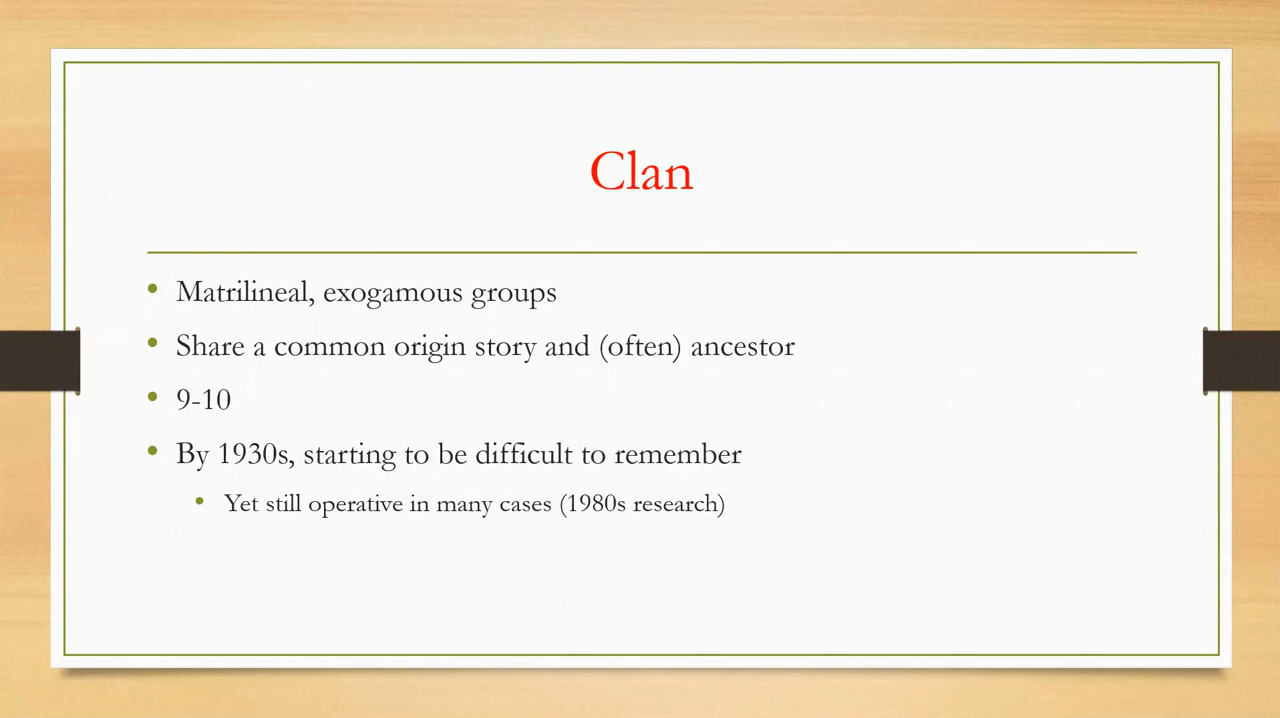 Clan
• Matrilineal, exogamous groups
• Share a common origin story and (often) ancestor
• 9-10
• By 1930s, starting to be difficult to remember
• Yet still operative in many cases (1980s research)